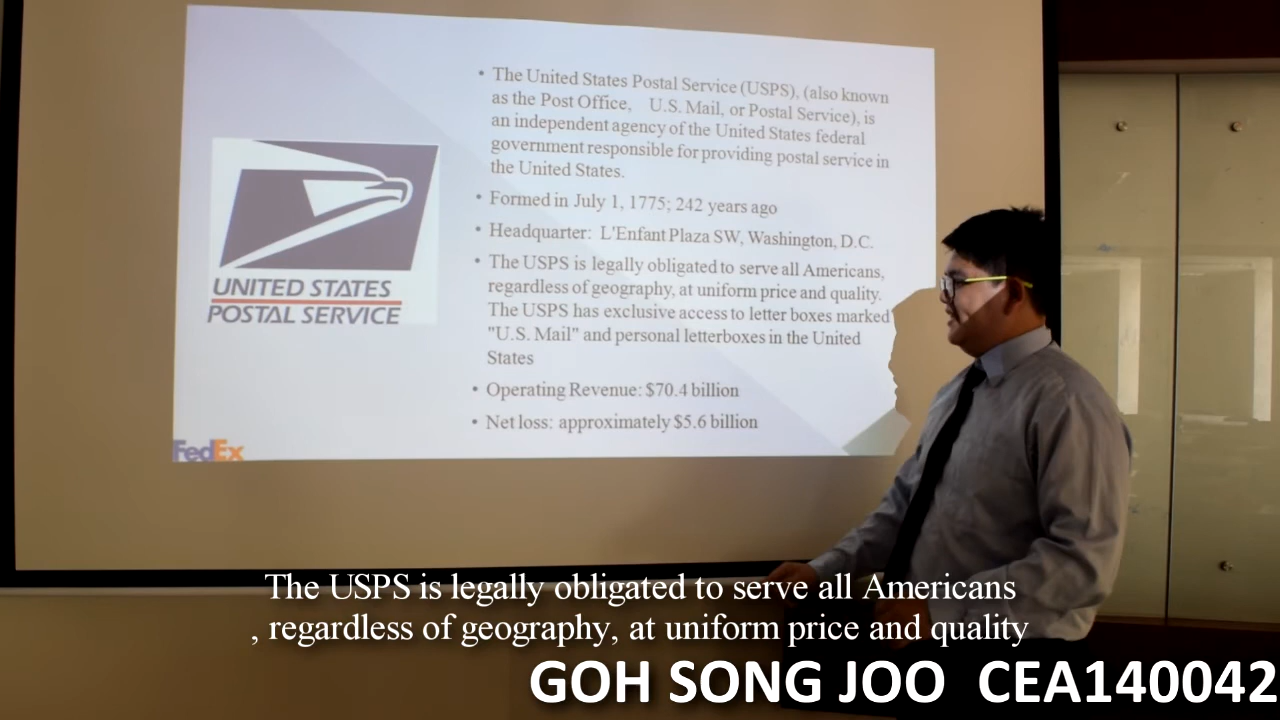 • The United States Postal Service (USPS), (also known
as the Post Office, U.S. Mail, or Postal Service), is
an independent agency of the United States federal
government responsible for providing postal service in
the United States.
• Formed in July 1, 1775; 242 years ago
• Headquarter: L'Enfant Plaza SW, Washington, D.C.
• The USPS is legally obligated to serve all Americans,
regardless of geography, at uniform price and quality.
The USPS has exclusive access to letter boxes marked
"U.S. Mail" and personal letterboxes in the United
States
• Operating Revenue: $70.4 billion
• Net loss: approximately $5.6 billion
UNITED STATES
POSTAL SERVICE
FedEx
The USPS is legally obligated to serve all Americans
, regardless of geography, at uniform price and quality
GOH SONG JOO CEA140042